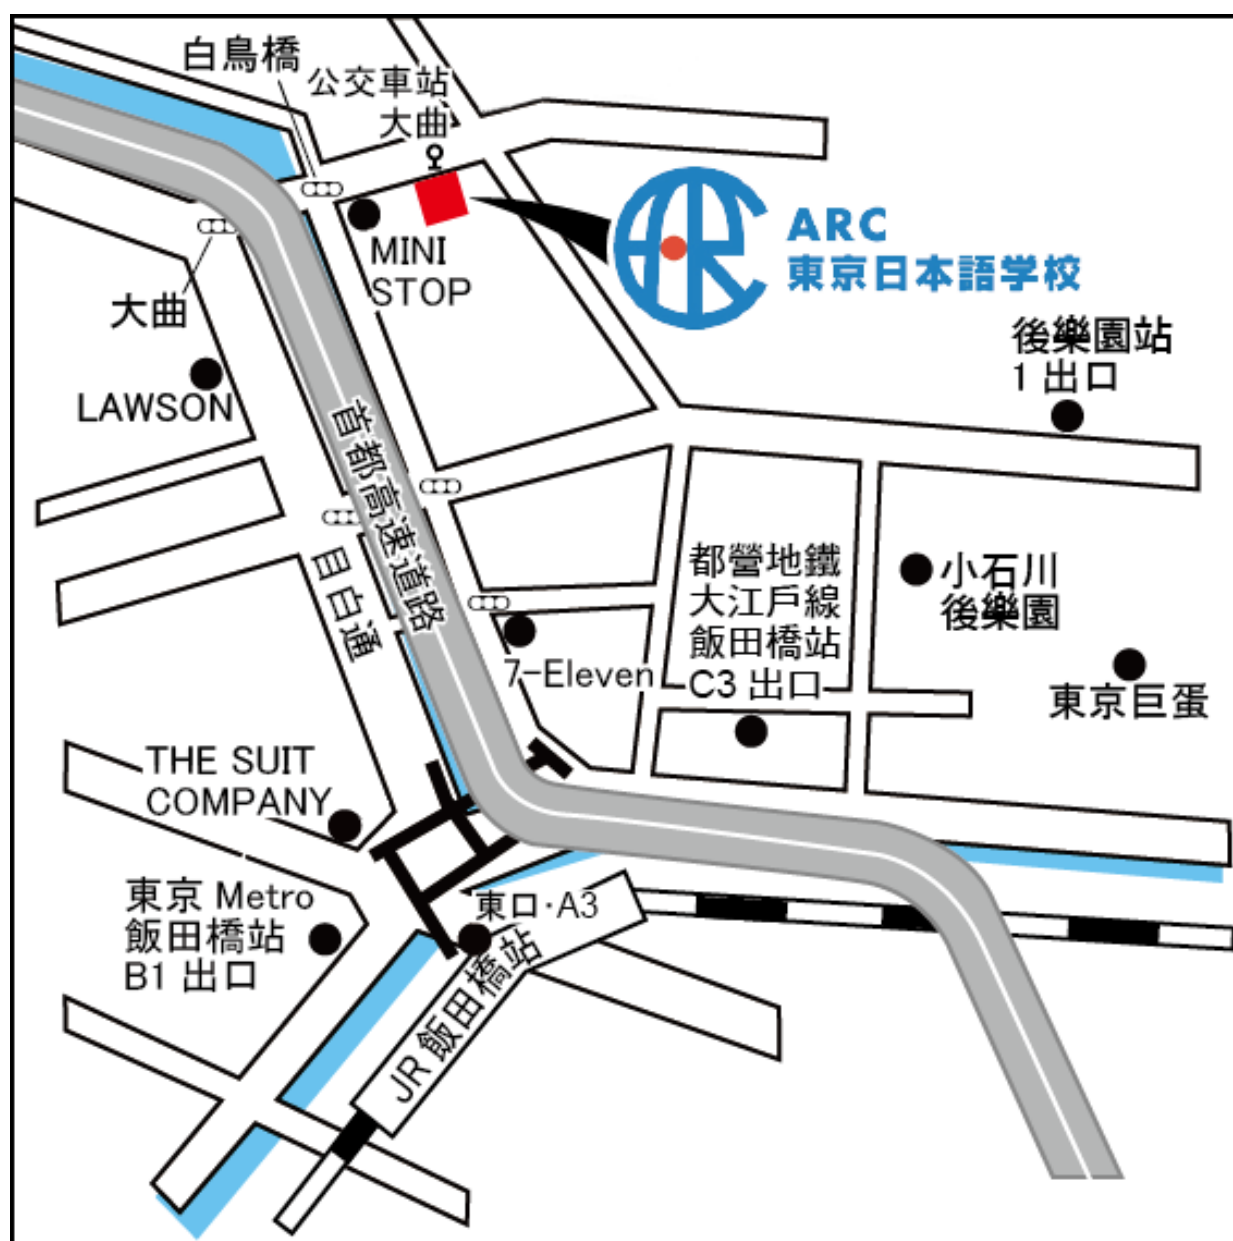 白鳥橋
公交車站
大曲
ARC
東京日本語学校
MINI
STOP
大曲
後樂園站
1 出口
LAWSON
首都高速道路
目白通
都營地鐵
大江戶線
飯田橋站
C3 出口
小石川
後樂園
7-Eleven
東京巨蛋
THE SUIT
COMPANY
東京 Metro
飯田橋站
B1 出口
東口·A3
JR 飯田橋站